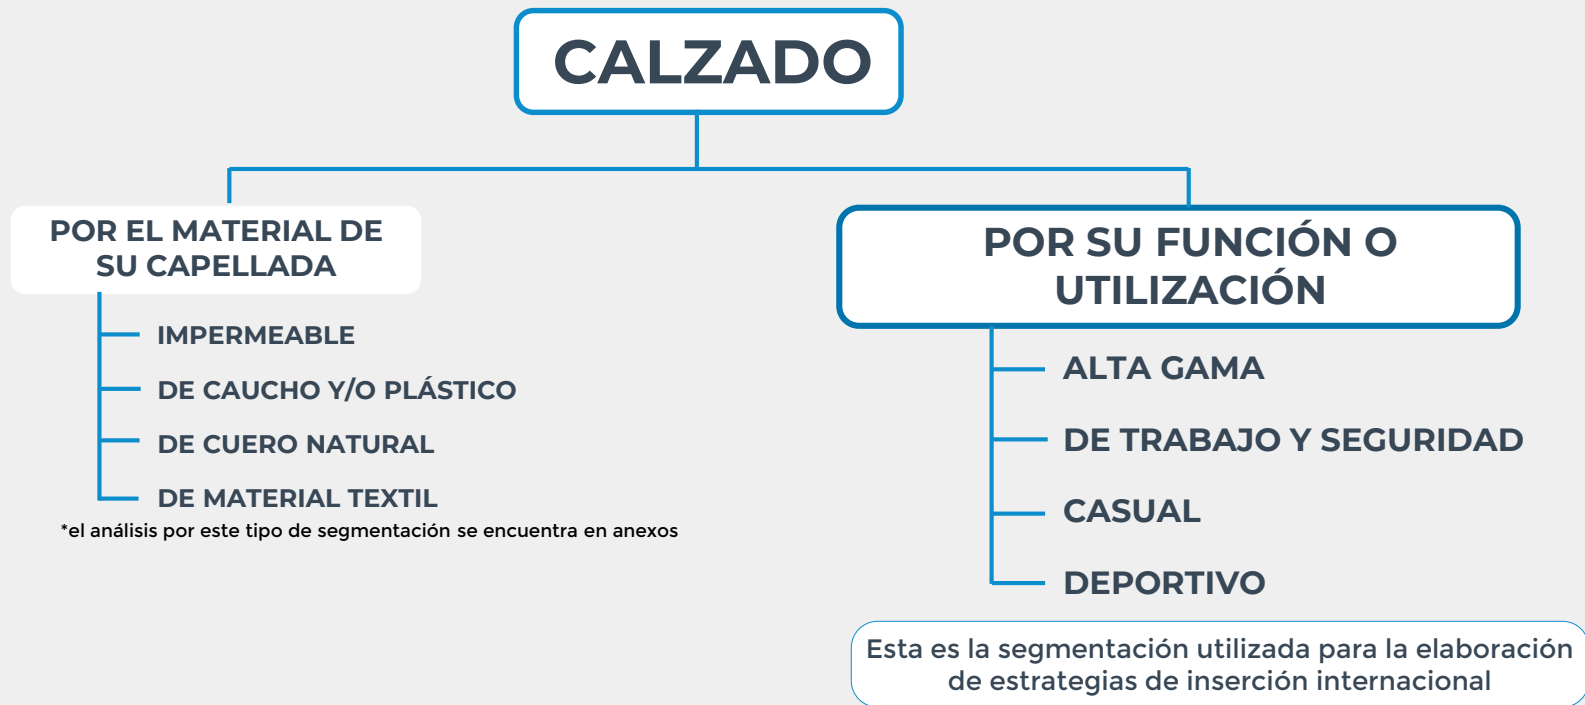 CALZADO
POR EL MATERIAL DE
SU CAPELLADA
IMPERMEABLE
DE CAUCHO Y/O PLÁSTICO
DE CUERO NATURAL
DE MATERIAL TEXTIL
*el análisis por este tipo de segmentación se encuentra en anexos
POR SU FUNCIÓN O
UTILIZACIÓN
ALTA GAMA
DE TRABAJO Y SEGURIDAD
CASUAL
DEPORTIVO
Esta es la segmentación utilizada para la elaboración
de estrategias de inserción internacional